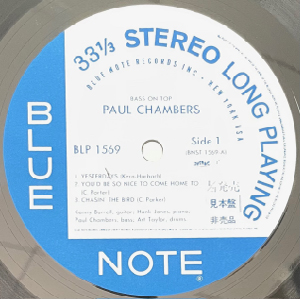 33⅓ STEREO LONG PLAYING
BLUE NOTE RECORDS INC · NEW YORK USA
BASS ON TOP
PAUL CHAMBERS
BLP 1569
Side 1
(BNST 1569-A)
1. YESTERDAYS (Kern-Harbach)
2. YOU'D BE SO NICE TO COME HOME TO
(C. Porter)
3. CHASIN' THE BIRD (C. Parker)
Kenny Burrell, guitar; Hank Jones, piano;
Paul Chambers, bass; Art Taylor, drums.
見本盤
非売品
BLUE
NOTE